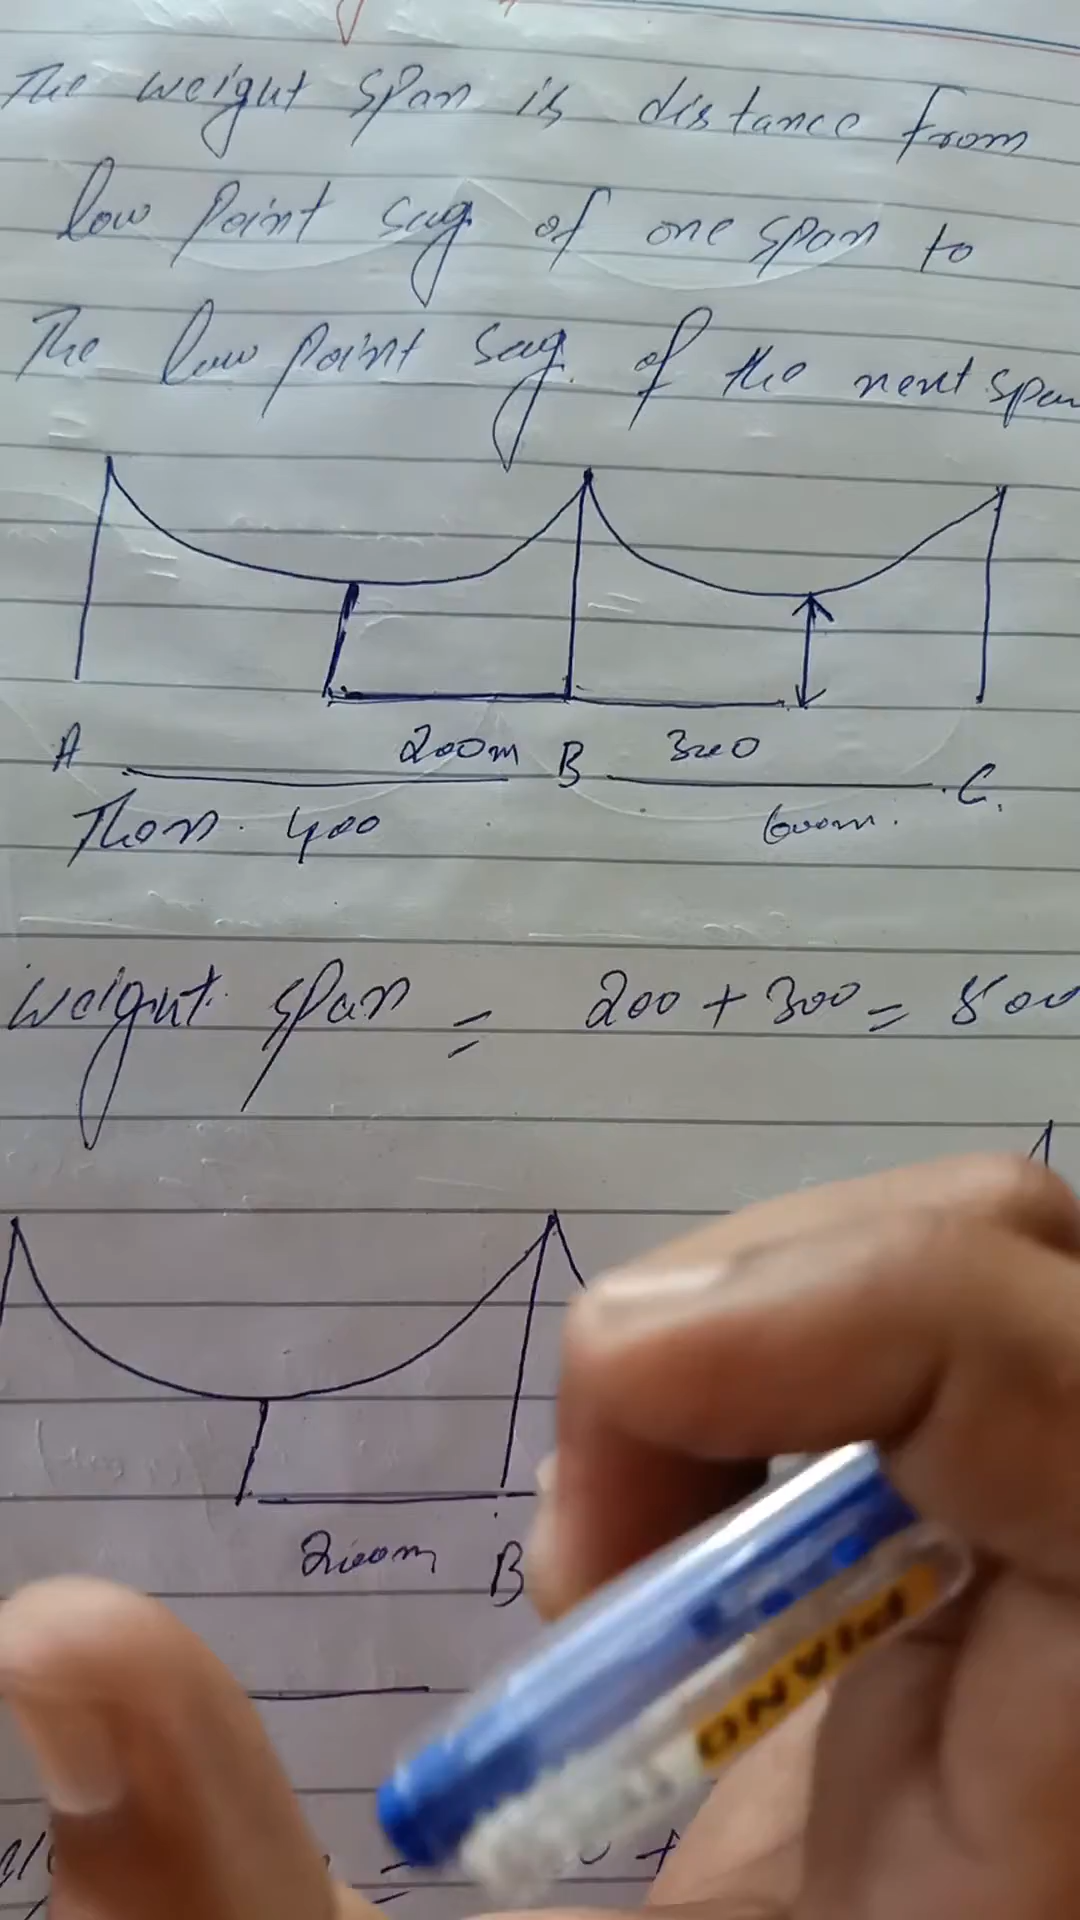 The weight span is distance from
low point sag of one span to
The low point sag. of the next span
200m 300
A B C.
Then. 400 600m.
weight span = 200 + 300 = 500
200m B
PIANO
= +